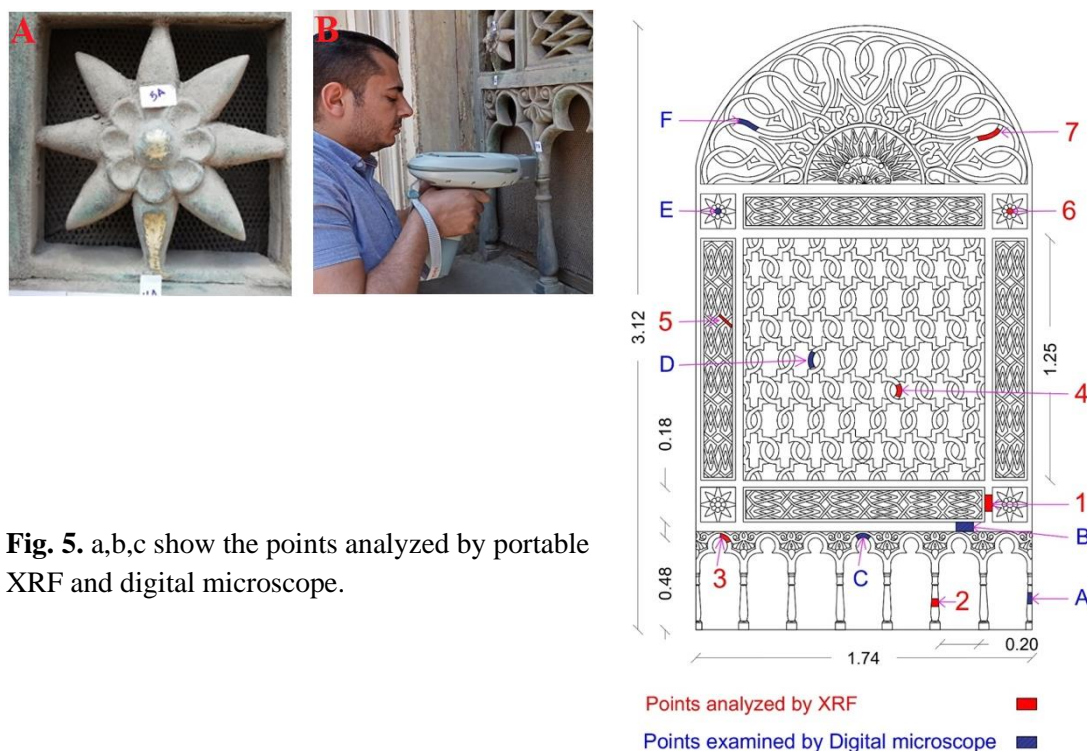 A
5A
B
Fig. 5. a,b,c show the points analyzed by portable
XRF and digital microscope.
F
7
E
6
5
D
4
3.12
1.25
0.18
1
B
3
C
2
A
0.48
0.20
1.74
Points analyzed by XRF
Points examined by Digital microscope